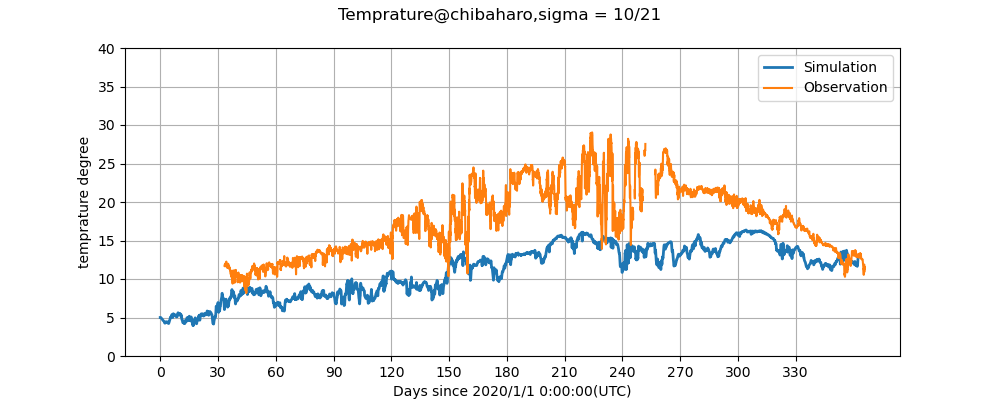 Temprature@chibaharo,sigma = 10/21
40
35
30
25
20
15
10
5
0
temprature degree
Simulation
Observation
0 30 60 90 120 150 180 210 240 270 300 330
Days since 2020/1/1 0:00:00(UTC)